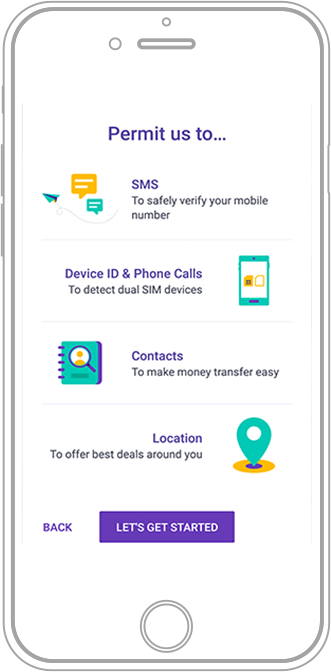 Permit us to...
SMS
To safely verify your mobile
number
Device ID & Phone Calls
To detect dual SIM devices
Contacts
To make money transfer easy
Location
To offer best deals around you
BACK
LET'S GET STARTED